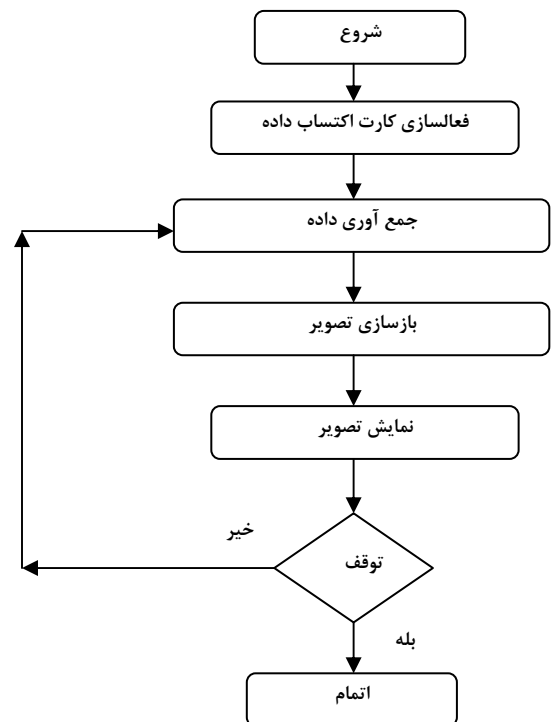 شروع
فعالسازی کارت اکتساب داده
جمع آوری داده
بازسازی تصویر
نمایش تصویر
خیر
توقف
بله
اتمام